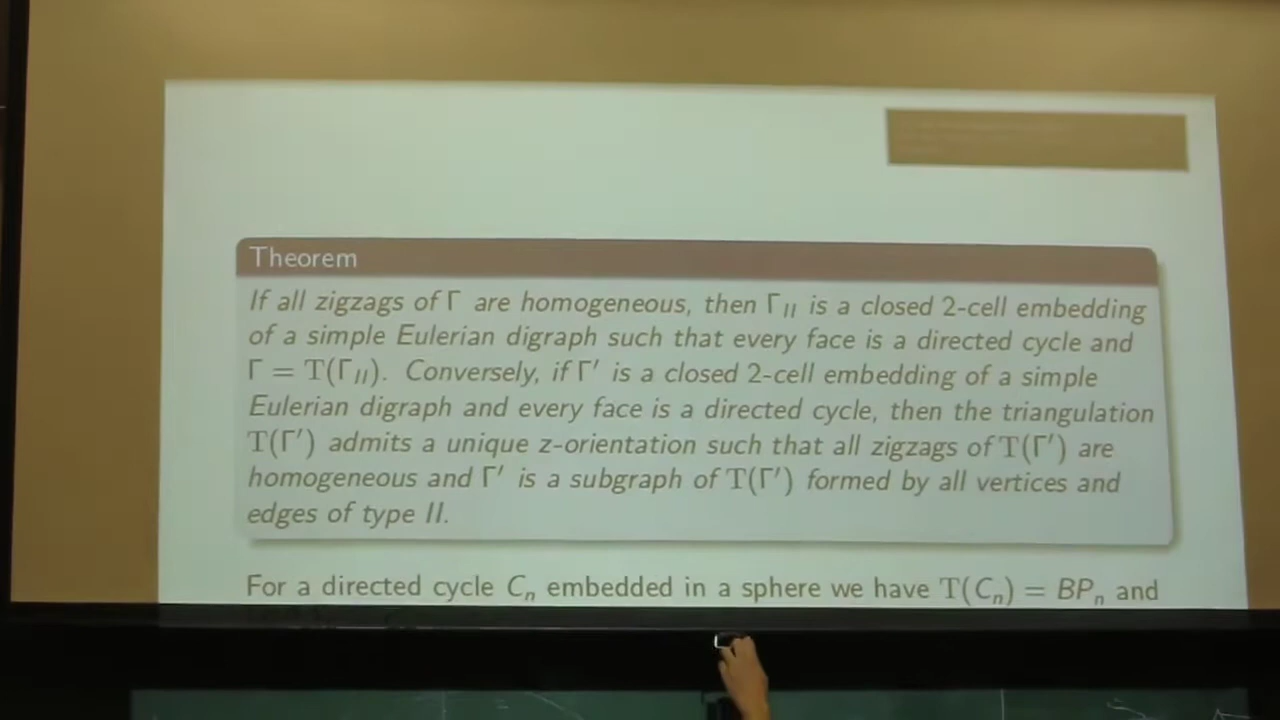 Theorem
If all zigzags of Γ are homogeneous, then Γ_II is a closed 2-cell embedding
of a simple Eulerian digraph such that every face is a directed cycle and
Γ = T(Γ_II). Conversely, if Γ′ is a closed 2-cell embedding of a simple
Eulerian digraph and every face is a directed cycle, then the triangulation
T(Γ′) admits a unique z-orientation such that all zigzags of T(Γ′) are
homogeneous and Γ′ is a subgraph of T(Γ′) formed by all vertices and
edges of type II.
For a directed cycle C_n embedded in a sphere we have T(C_n) = BP_n and